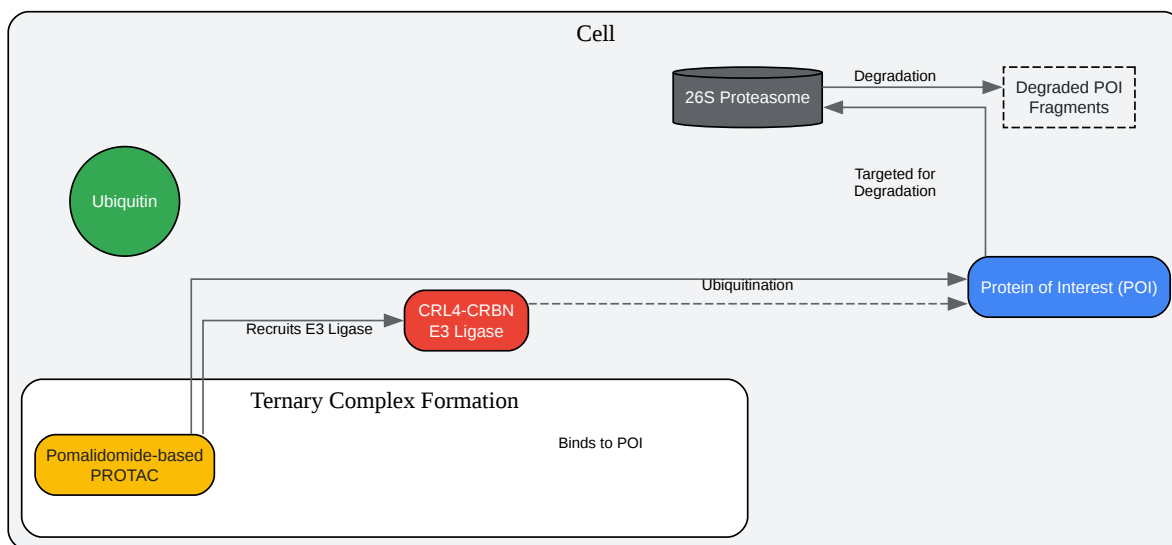 Cell
26S Proteasome
Degradation
Degraded POI
Fragments
Targeted for
Degradation
Ubiquitin
Protein of Interest (POI)
Ubiquitination
CRL4-CRBN
E3 Ligase
Recruits E3 Ligase
Ternary Complex Formation
Binds to POI
Pomalidomide-based
PROTAC